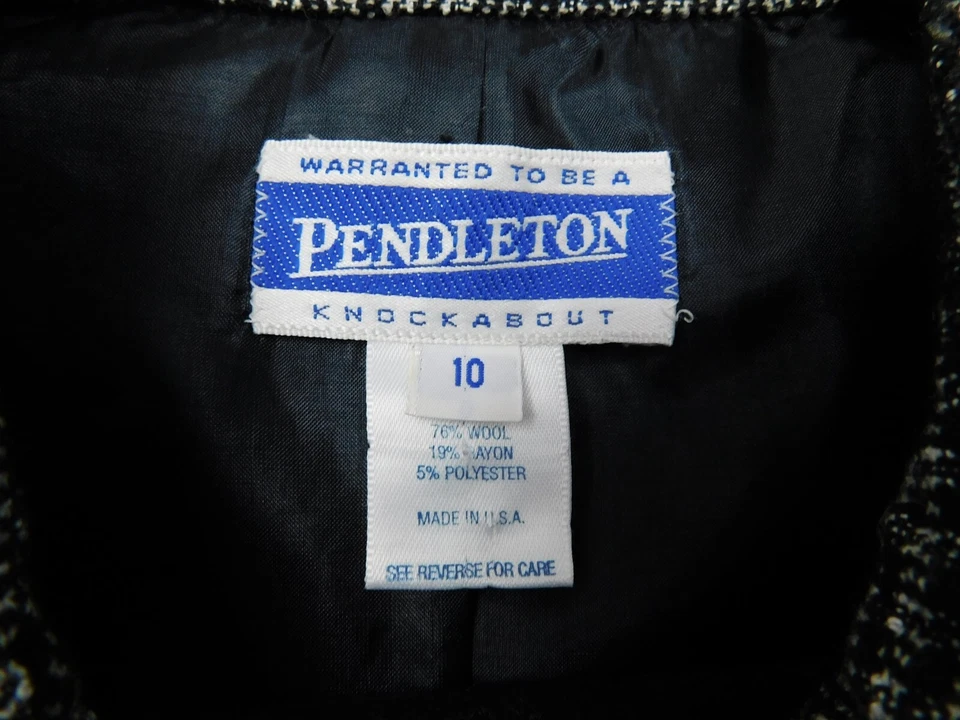 WARRANTED TO BE A
PENDLETON
KNOCKABOUT
10
76% WOOL
19% RAYON
5% POLYESTER
MADE IN U.S.A.
SEE REVERSE FOR CARE